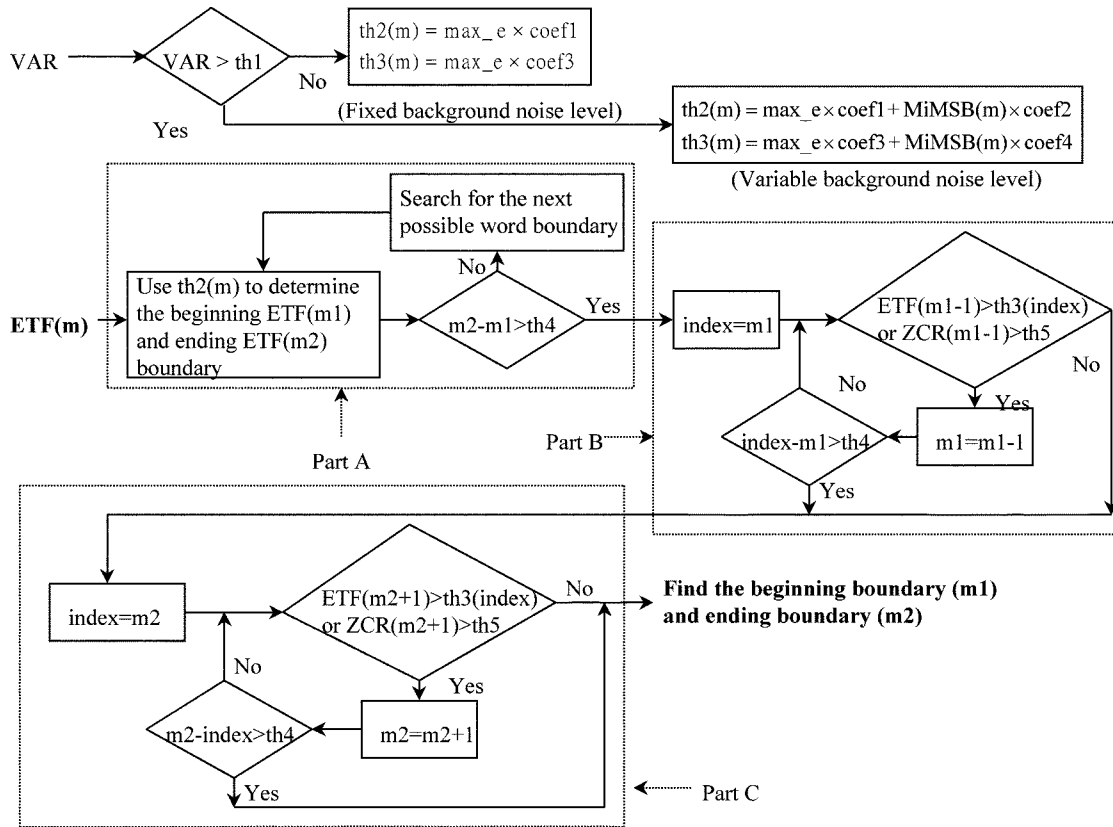 VAR
VAR > th1
No
Yes
th2(m) = max_e × coef1
th3(m) = max_e × coef3
(Fixed background noise level)
th2(m) = max_e×coef1+MiMSB(m)×coef2
th3(m) = max_e×coef3+MiMSB(m)×coef4
(Variable background noise level)
Search for the next
possible word boundary
No
ETF(m)
Use th2(m) to determine
the beginning ETF(m1)
and ending ETF(m2)
boundary
m2-m1>th4
Yes
Part A
index=m1
ETF(m1-1)>th3(index)
or ZCR(m1-1)>th5
No
Yes
m1=m1-1
index-m1>th4
No
Yes
Part B
index=m2
ETF(m2+1)>th3(index)
or ZCR(m2+1)>th5
No
Yes
m2=m2+1
m2-index>th4
No
Yes
Part C
Find the beginning boundary (m1)
and ending boundary (m2)